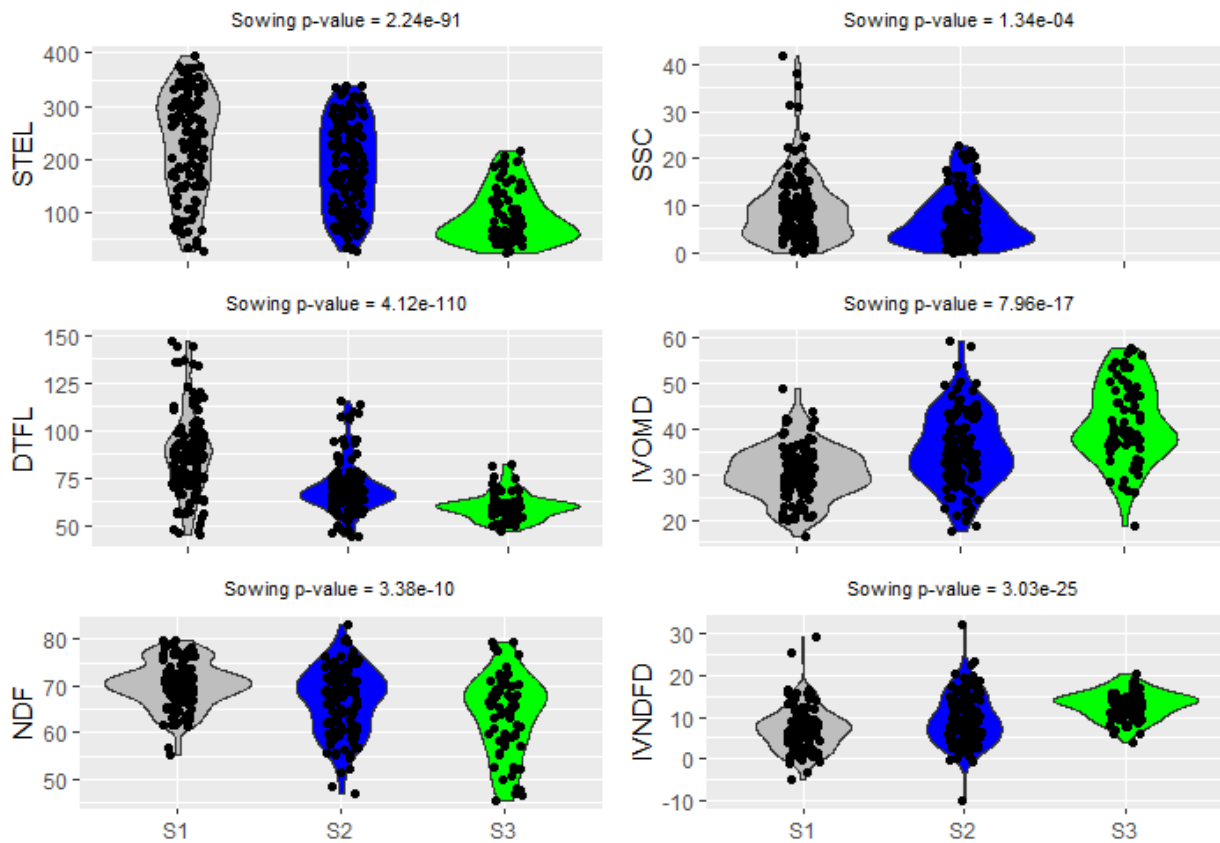 Sowing p-value = 2.24e-91
STEL
400
300
200
100
Sowing p-value = 1.34e-04
SSC
40
30
20
10
0
Sowing p-value = 4.12e-110
DTFL
150
125
100
75
50
Sowing p-value = 7.96e-17
IVOMD
60
50
40
30
20
Sowing p-value = 3.38e-10
NDF
80
70
60
50
S1 S2 S3
Sowing p-value = 3.03e-25
IVNDFD
30
20
10
0
-10
S1 S2 S3